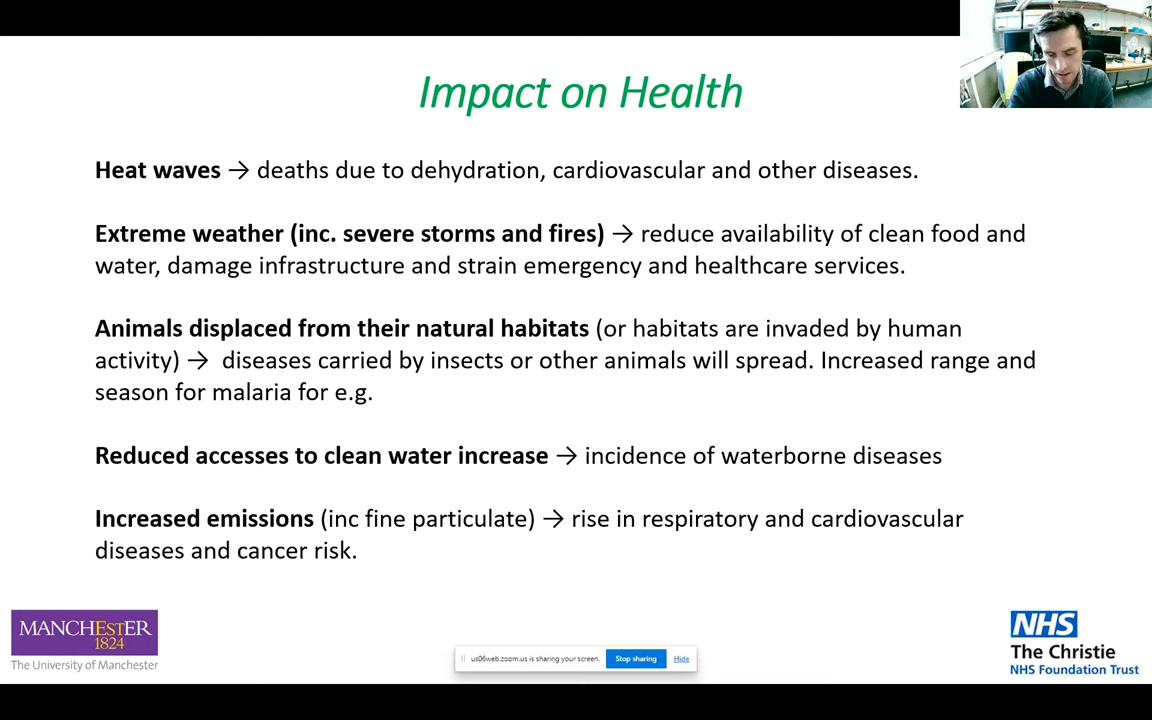 Impact on Health
Heat waves → deaths due to dehydration, cardiovascular and other diseases.
Extreme weather (inc. severe storms and fires) → reduce availability of clean food and
water, damage infrastructure and strain emergency and healthcare services.
Animals displaced from their natural habitats (or habitats are invaded by human
activity) → diseases carried by insects or other animals will spread. Increased range and
season for malaria for e.g.
Reduced accesses to clean water increase → incidence of waterborne diseases
Increased emissions (inc fine particulate) → rise in respiratory and cardiovascular
diseases and cancer risk.
MANCHESTER
1824
The University of Manchester
us06web.zoom.us is sharing your screen. Stop sharing Hide
NHS
The Christie
NHS Foundation Trust